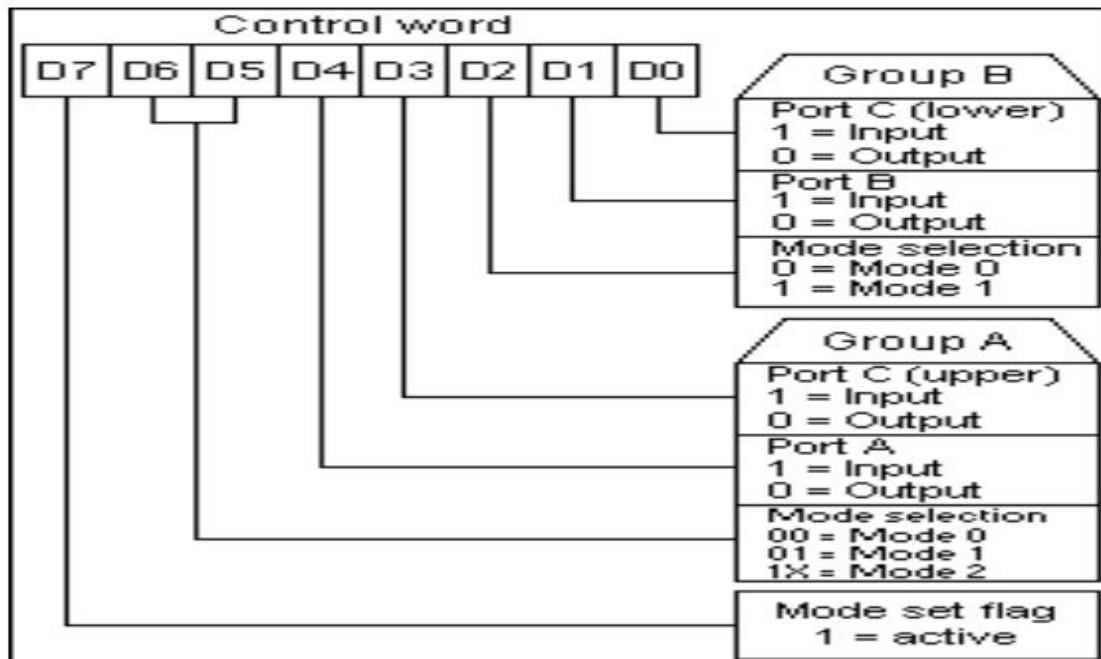 Control word
D7 D6 D5 D4 D3 D2 D1 D0
Group B
Port C (lower)
1 = Input
0 = Output
Port B
1 = Input
0 = Output
Mode selection
0 = Mode 0
1 = Mode 1
Group A
Port C (upper)
1 = Input
0 = Output
Port A
1 = Input
0 = Output
Mode selection
00 = Mode 0
01 = Mode 1
1X = Mode 2
Mode set flag
1 = active